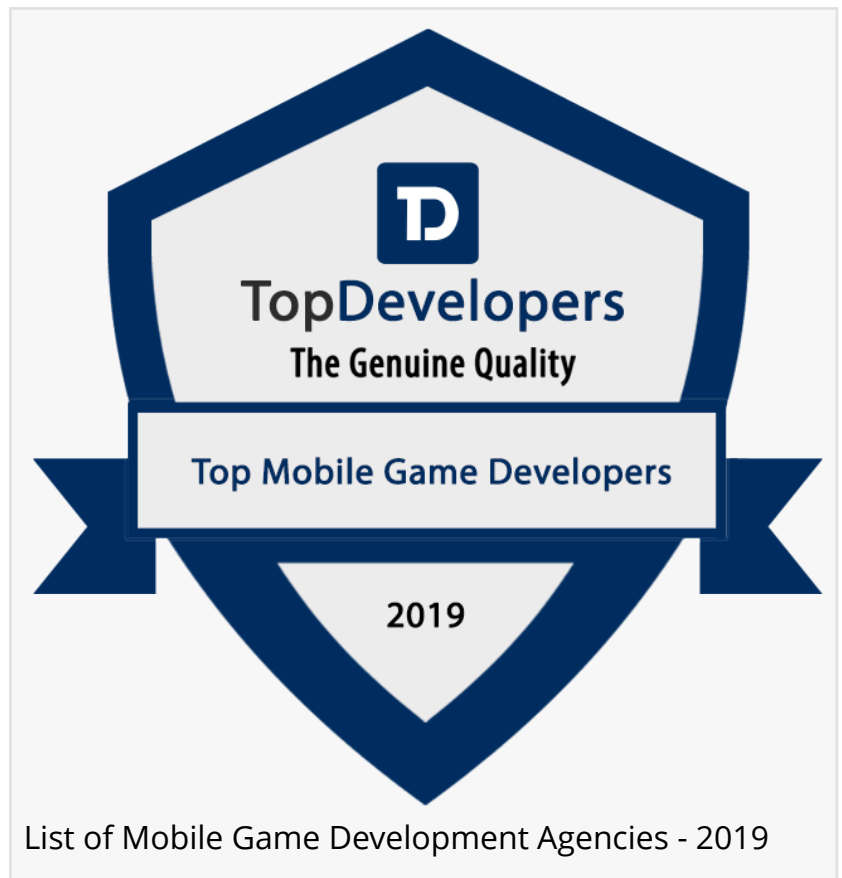 TD
TopDevelopers
The Genuine Quality
Top Mobile Game Developers
2019
List of Mobile Game Development Agencies - 2019